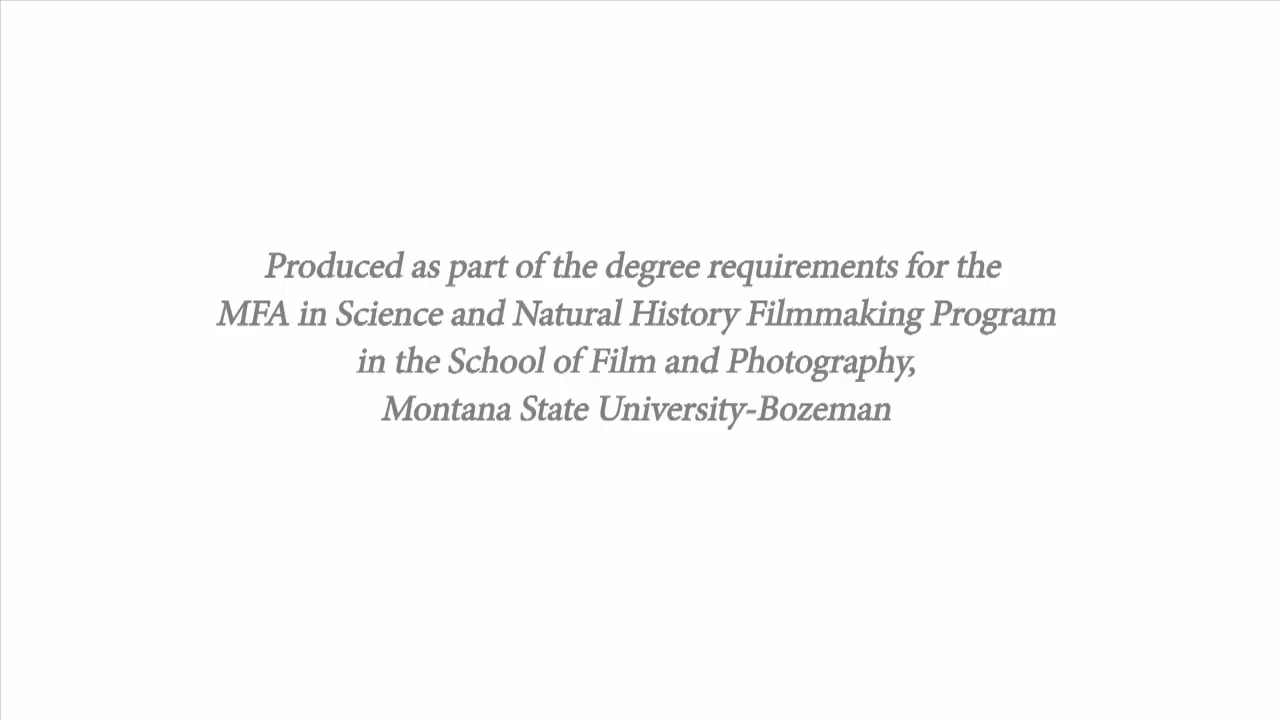 Produced as part of the degree requirements for the
MFA in Science and Natural History Filmmaking Program
in the School of Film and Photography,
Montana State University-Bozeman